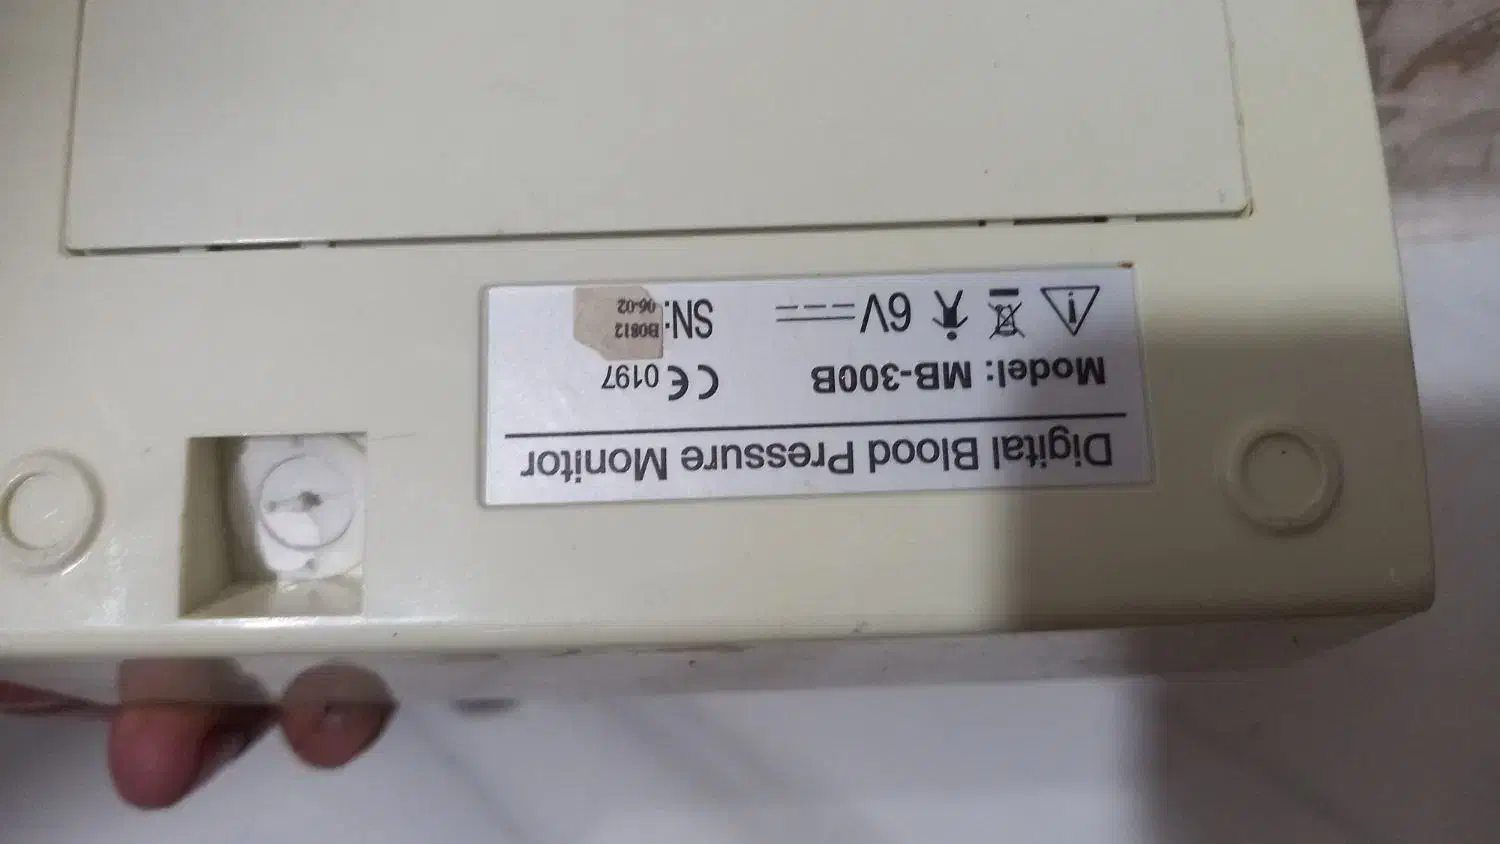 Digital Blood Pressure Monitor
Model: MB-300B
CE 0197
6V
SN:
B0812
06-02